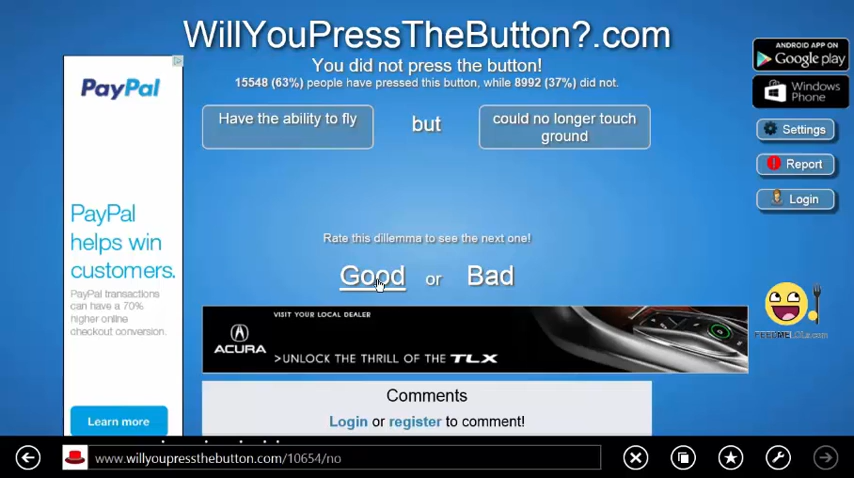 WillYouPressTheButton?.com
You did not press the button!
15548 (63%) people have pressed this button, while 8992 (37%) did not.
Have the ability to fly
but
could no longer touch
ground
Rate this dilemma to see the next one!
Good or Bad
PayPal
PayPal
helps win
customers.
PayPal transactions
can have a 70%
higher online
checkout conversion.
Learn more
ANDROID APP ON
Google play
Windows
Phone
Settings
Report
Login
FEEDMELOLs.com
VISIT YOUR LOCAL DEALER
ACURA
>UNLOCK THE THRILL OF THE TLX
Comments
Login or register to comment!
www.willyoupressthebutton.com/10654/no